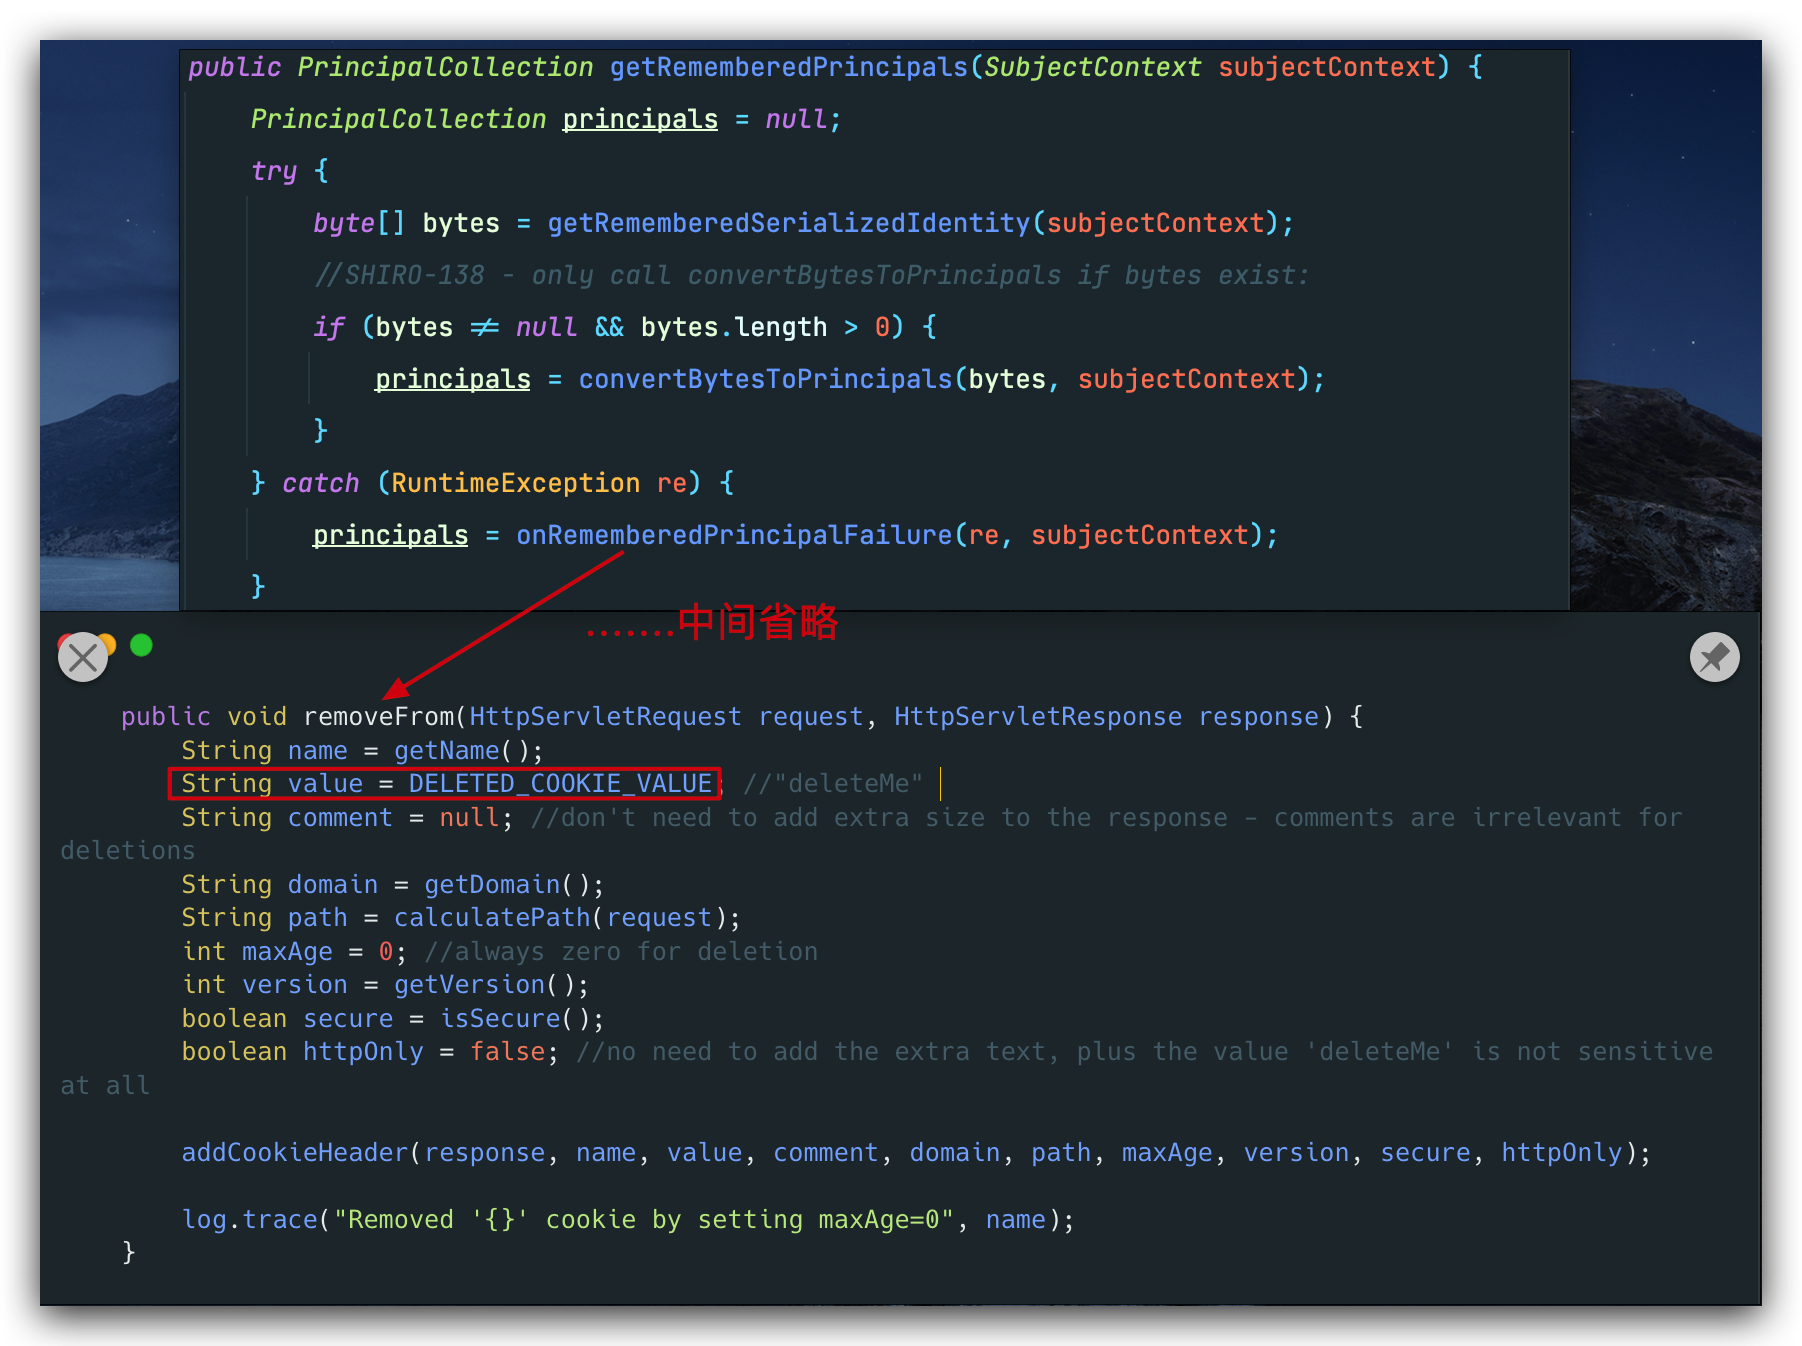 public PrincipalCollection getRememberedPrincipals(SubjectContext subjectContext) {
    PrincipalCollection principals = null;
    try {
        byte[] bytes = getRememberedSerializedIdentity(subjectContext);
        //SHIRO-138 - only call convertBytesToPrincipals if bytes exist:
        if (bytes ≠ null && bytes.length > 0) {
            principals = convertBytesToPrincipals(bytes, subjectContext);
        }
    } catch (RuntimeException re) {
        principals = onRememberedPrincipalFailure(re, subjectContext);
    }
.......中间省略
    public void removeFrom(HttpServletRequest request, HttpServletResponse response) {
        String name = getName();
        String value = DELETED_COOKIE_VALUE; //"deleteMe"
        String comment = null; //don't need to add extra size to the response - comments are irrelevant for
deletions
        String domain = getDomain();
        String path = calculatePath(request);
        int maxAge = 0; //always zero for deletion
        int version = getVersion();
        boolean secure = isSecure();
        boolean httpOnly = false; //no need to add the extra text, plus the value 'deleteMe' is not sensitive
at all
        addCookieHeader(response, name, value, comment, domain, path, maxAge, version, secure, httpOnly);
        log.trace("Removed '{}' cookie by setting maxAge=0", name);
    }